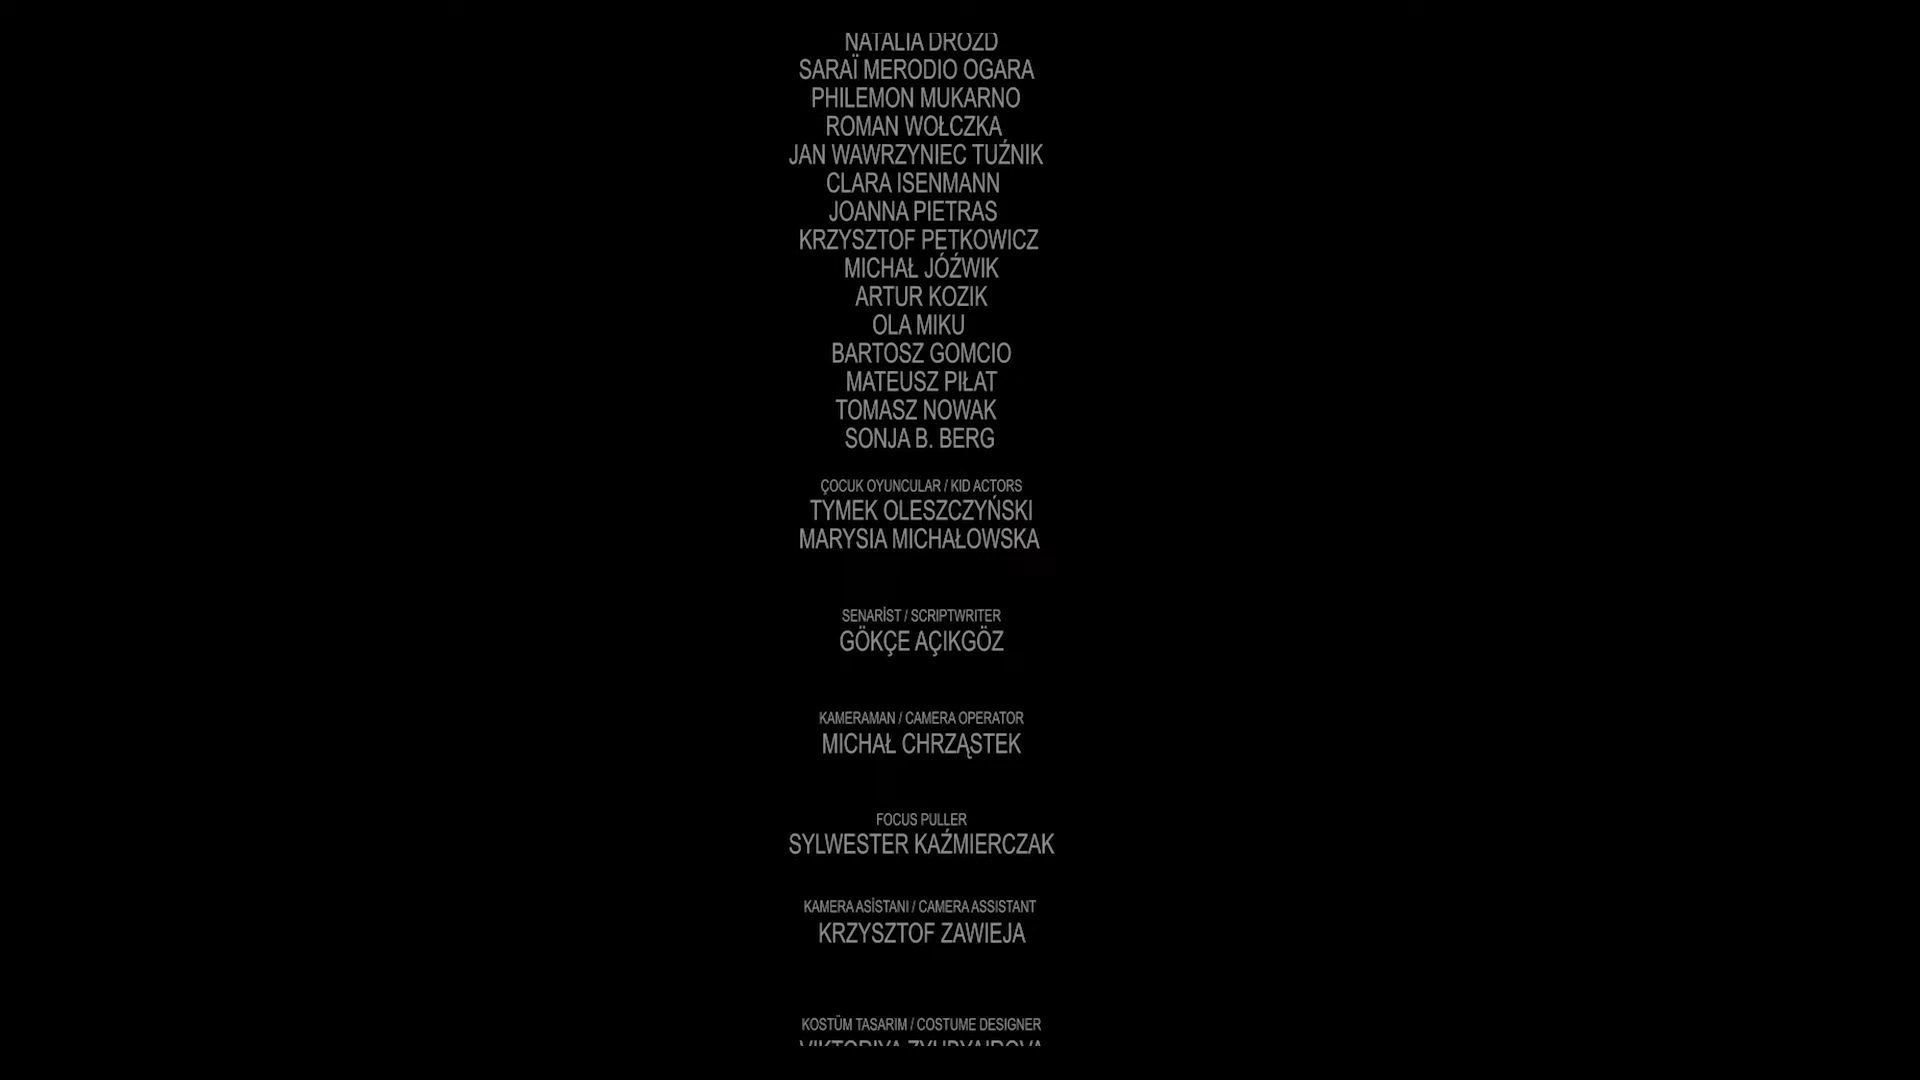 NATALIA DROZD
SARAÏ MERODIO OGARA
PHILEMON MUKARNO
ROMAN WOŁCZKA
JAN WAWRZYNIEC TUŹNIK
CLARA ISENMANN
JOANNA PIETRAS
KRZYSZTOF PETKOWICZ
MICHAŁ JÓŹWIK
ARTUR KOZIK
OLA MIKU
BARTOSZ GOMCIO
MATEUSZ PIŁAT
TOMASZ NOWAK
SONJA B. BERG
ÇOCUK OYUNCULAR / KID ACTORS
TYMEK OLESZCZYŃSKI
MARYSIA MICHAŁOWSKA
SENARİST / SCRIPTWRITER
GÖKÇE AÇIKGÖZ
KAMERAMAN / CAMERA OPERATOR
MICHAŁ CHRZĄSTEK
FOCUS PULLER
SYLWESTER KAŹMIERCZAK
KAMERA ASİSTANI / CAMERA ASSISTANT
KRZYSZTOF ZAWIEJA
KOSTÜM TASARIM / COSTUME DESIGNER